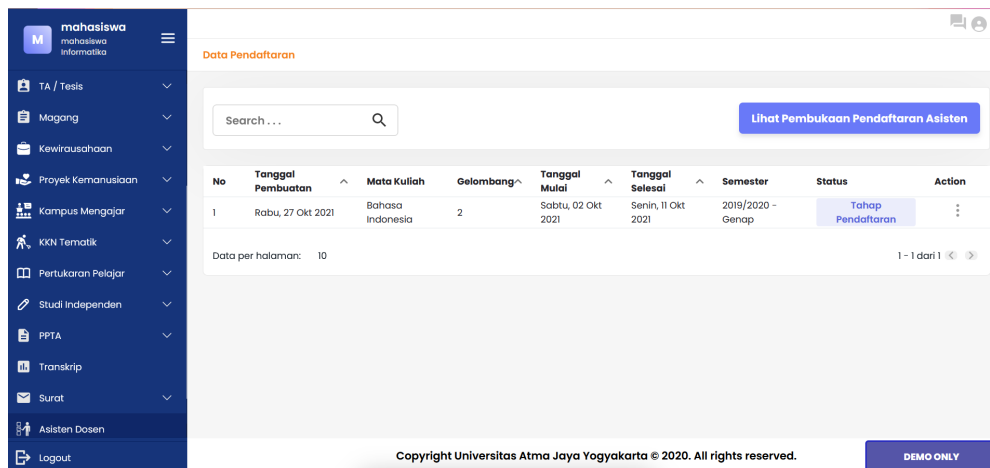 M
mahasiswa
mahasiswa
Informatika
Data Pendaftaran
TA / Tesis
Magang
Kewirausahaan
Proyek Kemanusiaan
Kampus Mengajar
KKN Tematik
Pertukaran Pelajar
Studi Independen
PPTA
Transkrip
Surat
Asisten Dosen
Logout
Search . . .
Lihat Pembukaan Pendaftaran Asisten
No Tanggal Pembuatan Mata Kuliah Gelombang Tanggal Mulai Tanggal Selesai Semester Status Action
1 Rabu, 27 Okt 2021 Bahasa Indonesia 2 Sabtu, 02 Okt 2021 Senin, 11 Okt 2021 2019/2020 - Genap Tahap Pendaftaran
Data per halaman: 10
1 - 1 dari 1
Copyright Universitas Atma Jaya Yogyakarta © 2020. All rights reserved.
DEMO ONLY